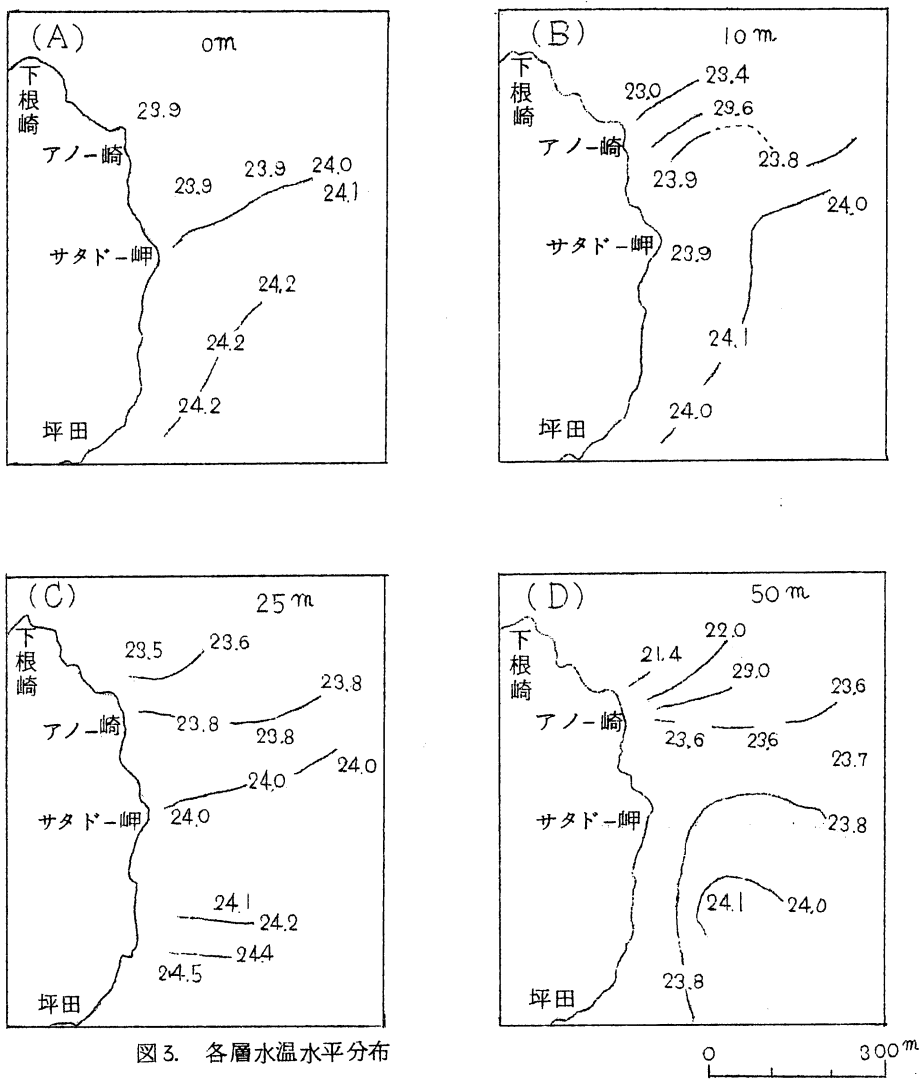 (A)
0m
下根崎
23.9
アノー崎
23.9
23.9
24.0
24.1
サタドー岬
24.2
24.2
24.2
坪田
(B)
10m
下根崎
23.0
23.4
23.6
アノー崎
23.8
23.9
24.0
サタドー岬
23.9
24.1
24.0
坪田
(C)
25m
下根崎
23.5
23.6
23.8
アノー崎
23.8
23.8
24.0
24.0
サタドー岬
24.0
24.1
24.2
24.4
24.5
坪田
(D)
50m
下根崎
22.0
21.4
23.0
23.6
アノー崎
23.6
23.6
23.7
サタドー岬
23.8
24.1
24.0
23.8
坪田
図3. 各層水温水平分布
0
300m